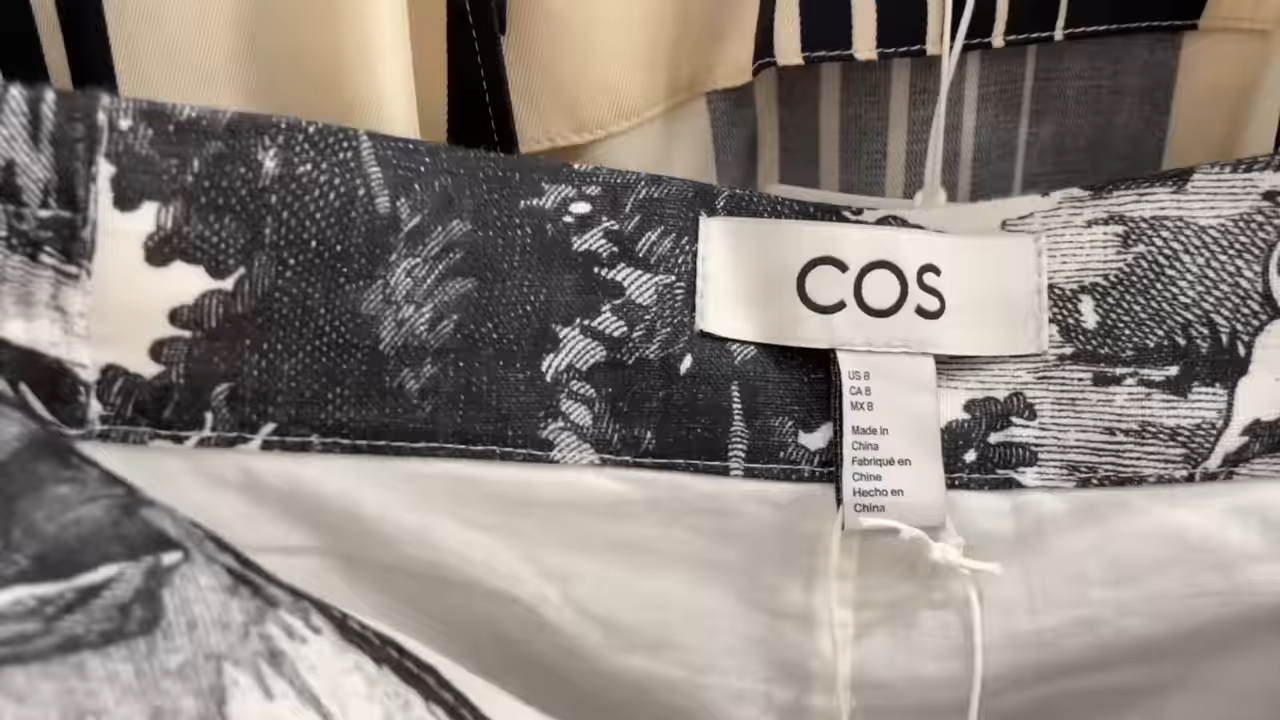 COS
US 8
CA 8
MX 8
Made in
China
Fabriqué en
Chine
Hecho en
China